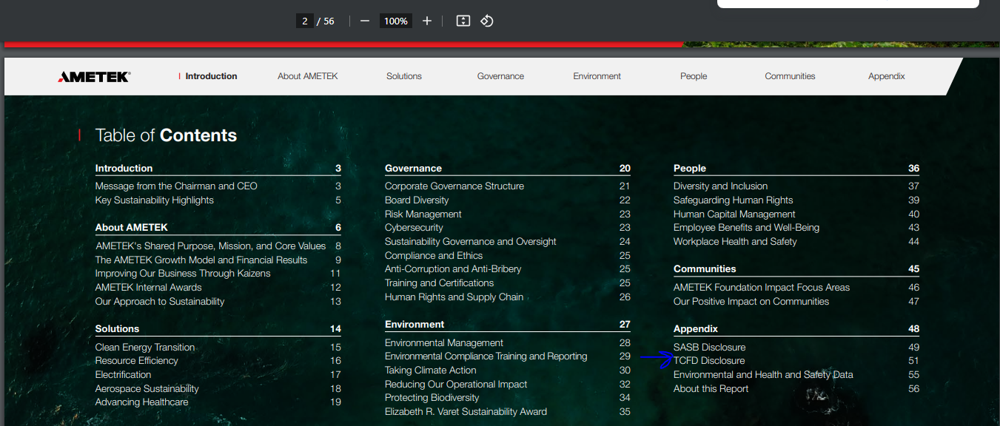 2 / 56 — 100% +
AMETEK®
Introduction About AMETEK Solutions Governance Environment People Communities Appendix
Table of Contents
Introduction 3
Message from the Chairman and CEO 3
Key Sustainability Highlights 5
About AMETEK 6
AMETEK's Shared Purpose, Mission, and Core Values 8
The AMETEK Growth Model and Financial Results 9
Improving Our Business Through Kaizens 11
AMETEK Internal Awards 12
Our Approach to Sustainability 13
Solutions 14
Clean Energy Transition 15
Resource Efficiency 16
Electrification 17
Aerospace Sustainability 18
Advancing Healthcare 19
Governance 20
Corporate Governance Structure 21
Board Diversity 22
Risk Management 23
Cybersecurity 23
Sustainability Governance and Oversight 24
Compliance and Ethics 25
Anti-Corruption and Anti-Bribery 25
Training and Certifications 25
Human Rights and Supply Chain 26
Environment 27
Environmental Management 28
Environmental Compliance Training and Reporting 29
Taking Climate Action 30
Reducing Our Operational Impact 32
Protecting Biodiversity 34
Elizabeth R. Varet Sustainability Award 35
People 36
Diversity and Inclusion 37
Safeguarding Human Rights 39
Human Capital Management 40
Employee Benefits and Well-Being 43
Workplace Health and Safety 44
Communities 45
AMETEK Foundation Impact Focus Areas 46
Our Positive Impact on Communities 47
Appendix 48
SASB Disclosure 49
TCFD Disclosure 51
Environmental and Health and Safety Data 55
About this Report 56